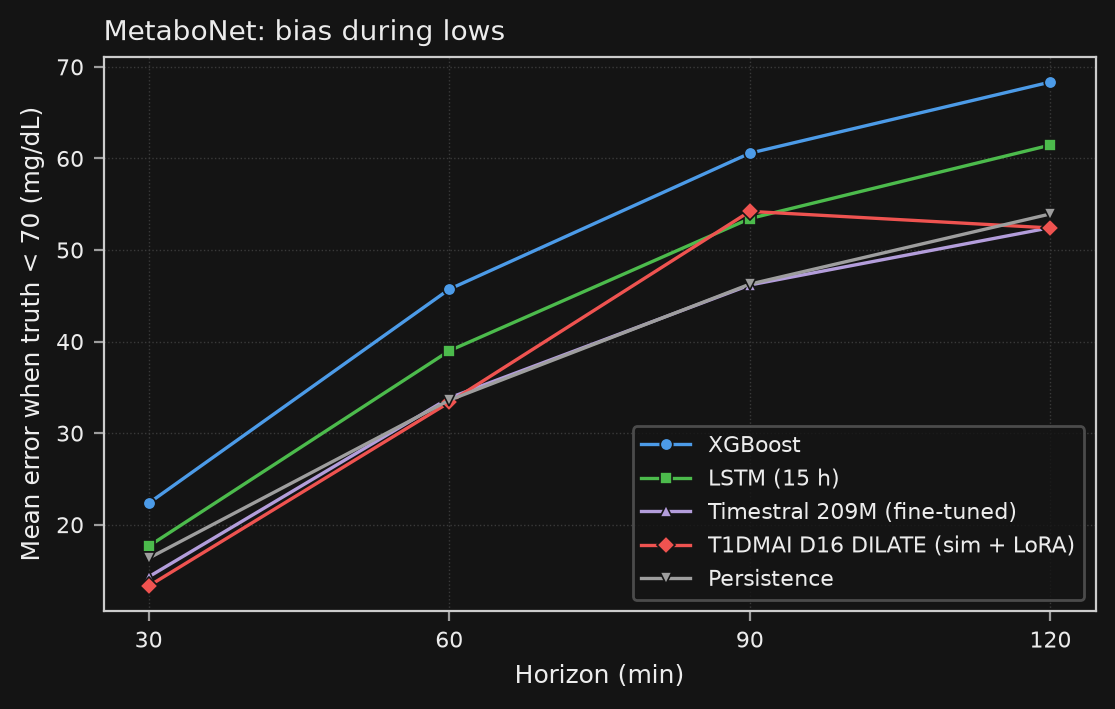 MetaboNet: bias during lows
Mean error when truth < 70 (mg/dL)
70
60
50
40
30
20
XGBoost
LSTM (15 h)
Timestral 209M (fine-tuned)
T1DMAI D16 DILATE (sim + LoRA)
Persistence
30
60
90
120
Horizon (min)